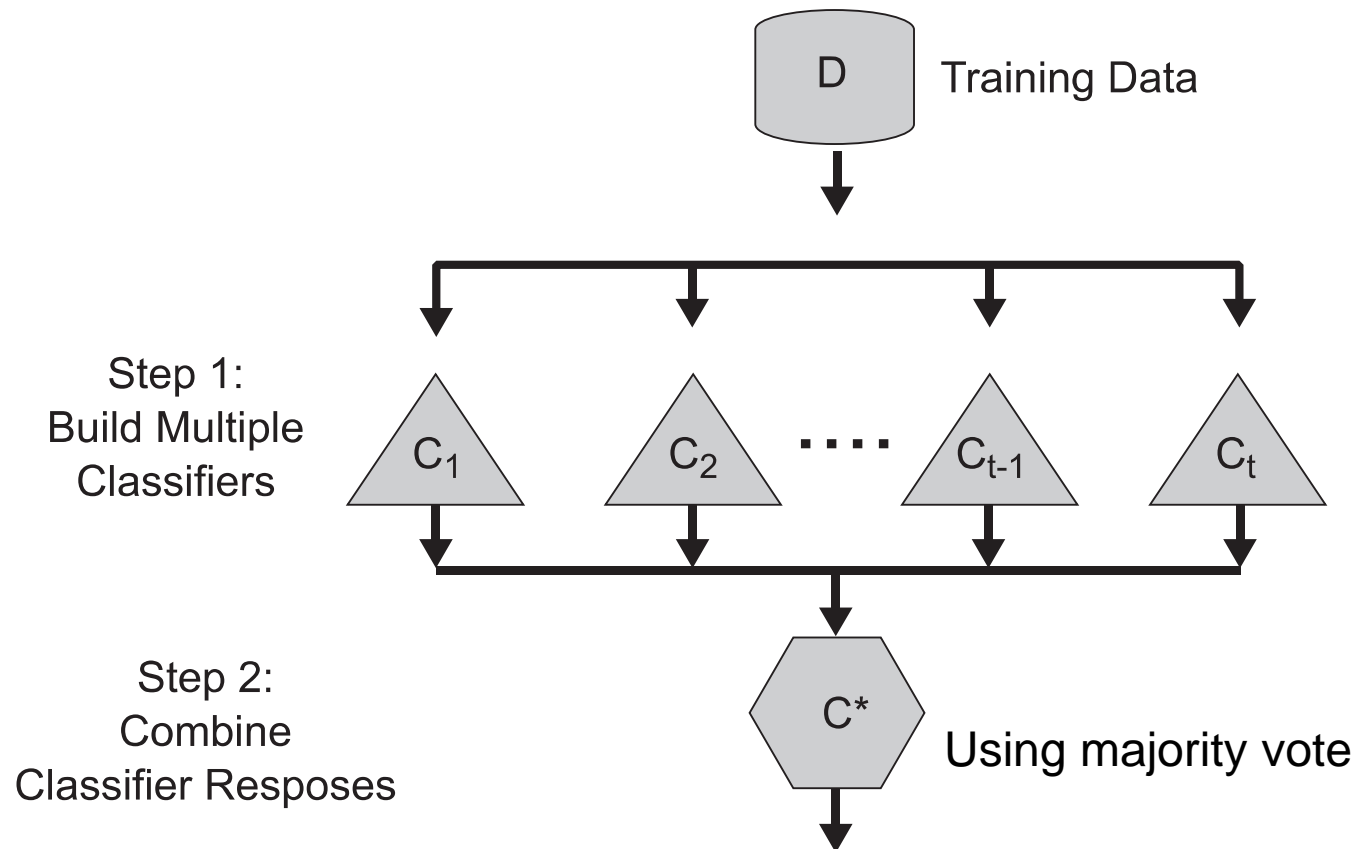 D
Training Data
Step 1:
Build Multiple
Classifiers
C1
C2
....
Ct-1
Ct
Step 2:
Combine
Classifier Resposes
C*
Using majority vote